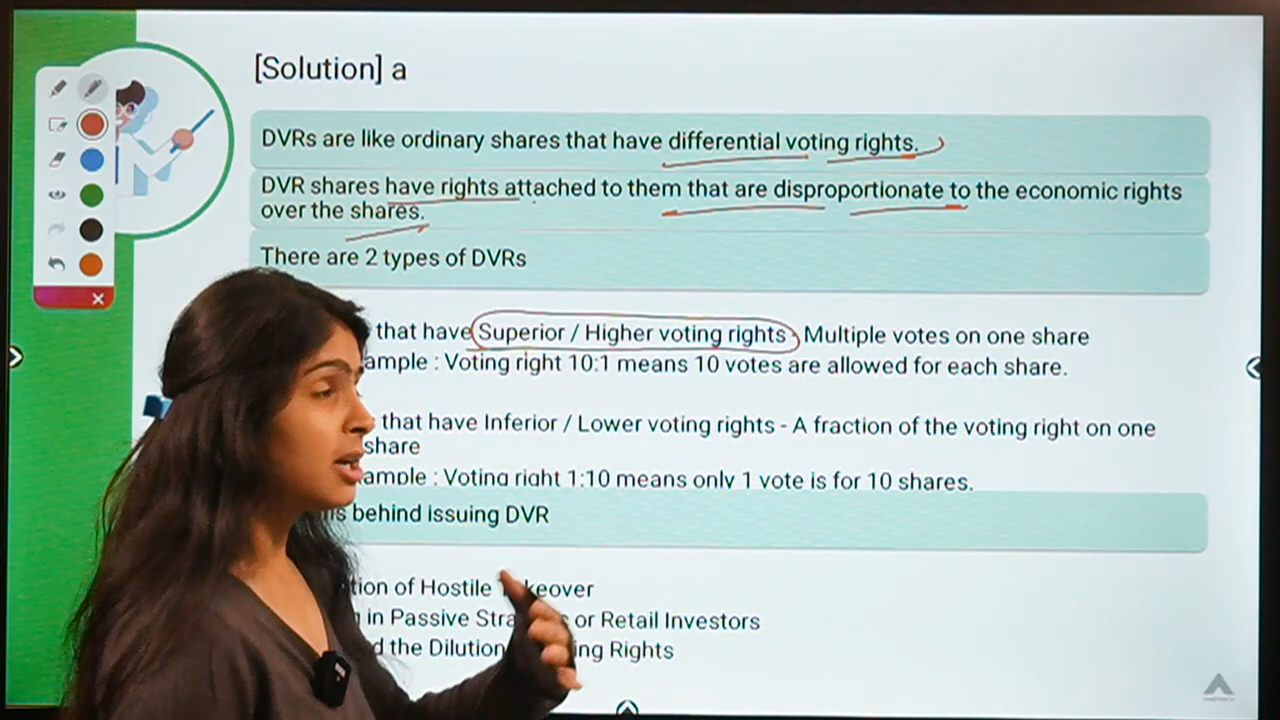 [Solution] a
DVRs are like ordinary shares that have differential voting rights.
DVR shares have rights attached to them that are disproportionate to the economic rights
over the shares.
There are 2 types of DVRs
that have Superior / Higher voting rights - Multiple votes on one share
ample : Voting right 10:1 means 10 votes are allowed for each share.
that have Inferior / Lower voting rights - A fraction of the voting right on one
share
ample : Voting right 1:10 means only 1 vote is for 10 shares.
ns behind issuing DVR
tion of Hostile keover
in Passive Stra or Retail Investors
d the Dilution ing Rights